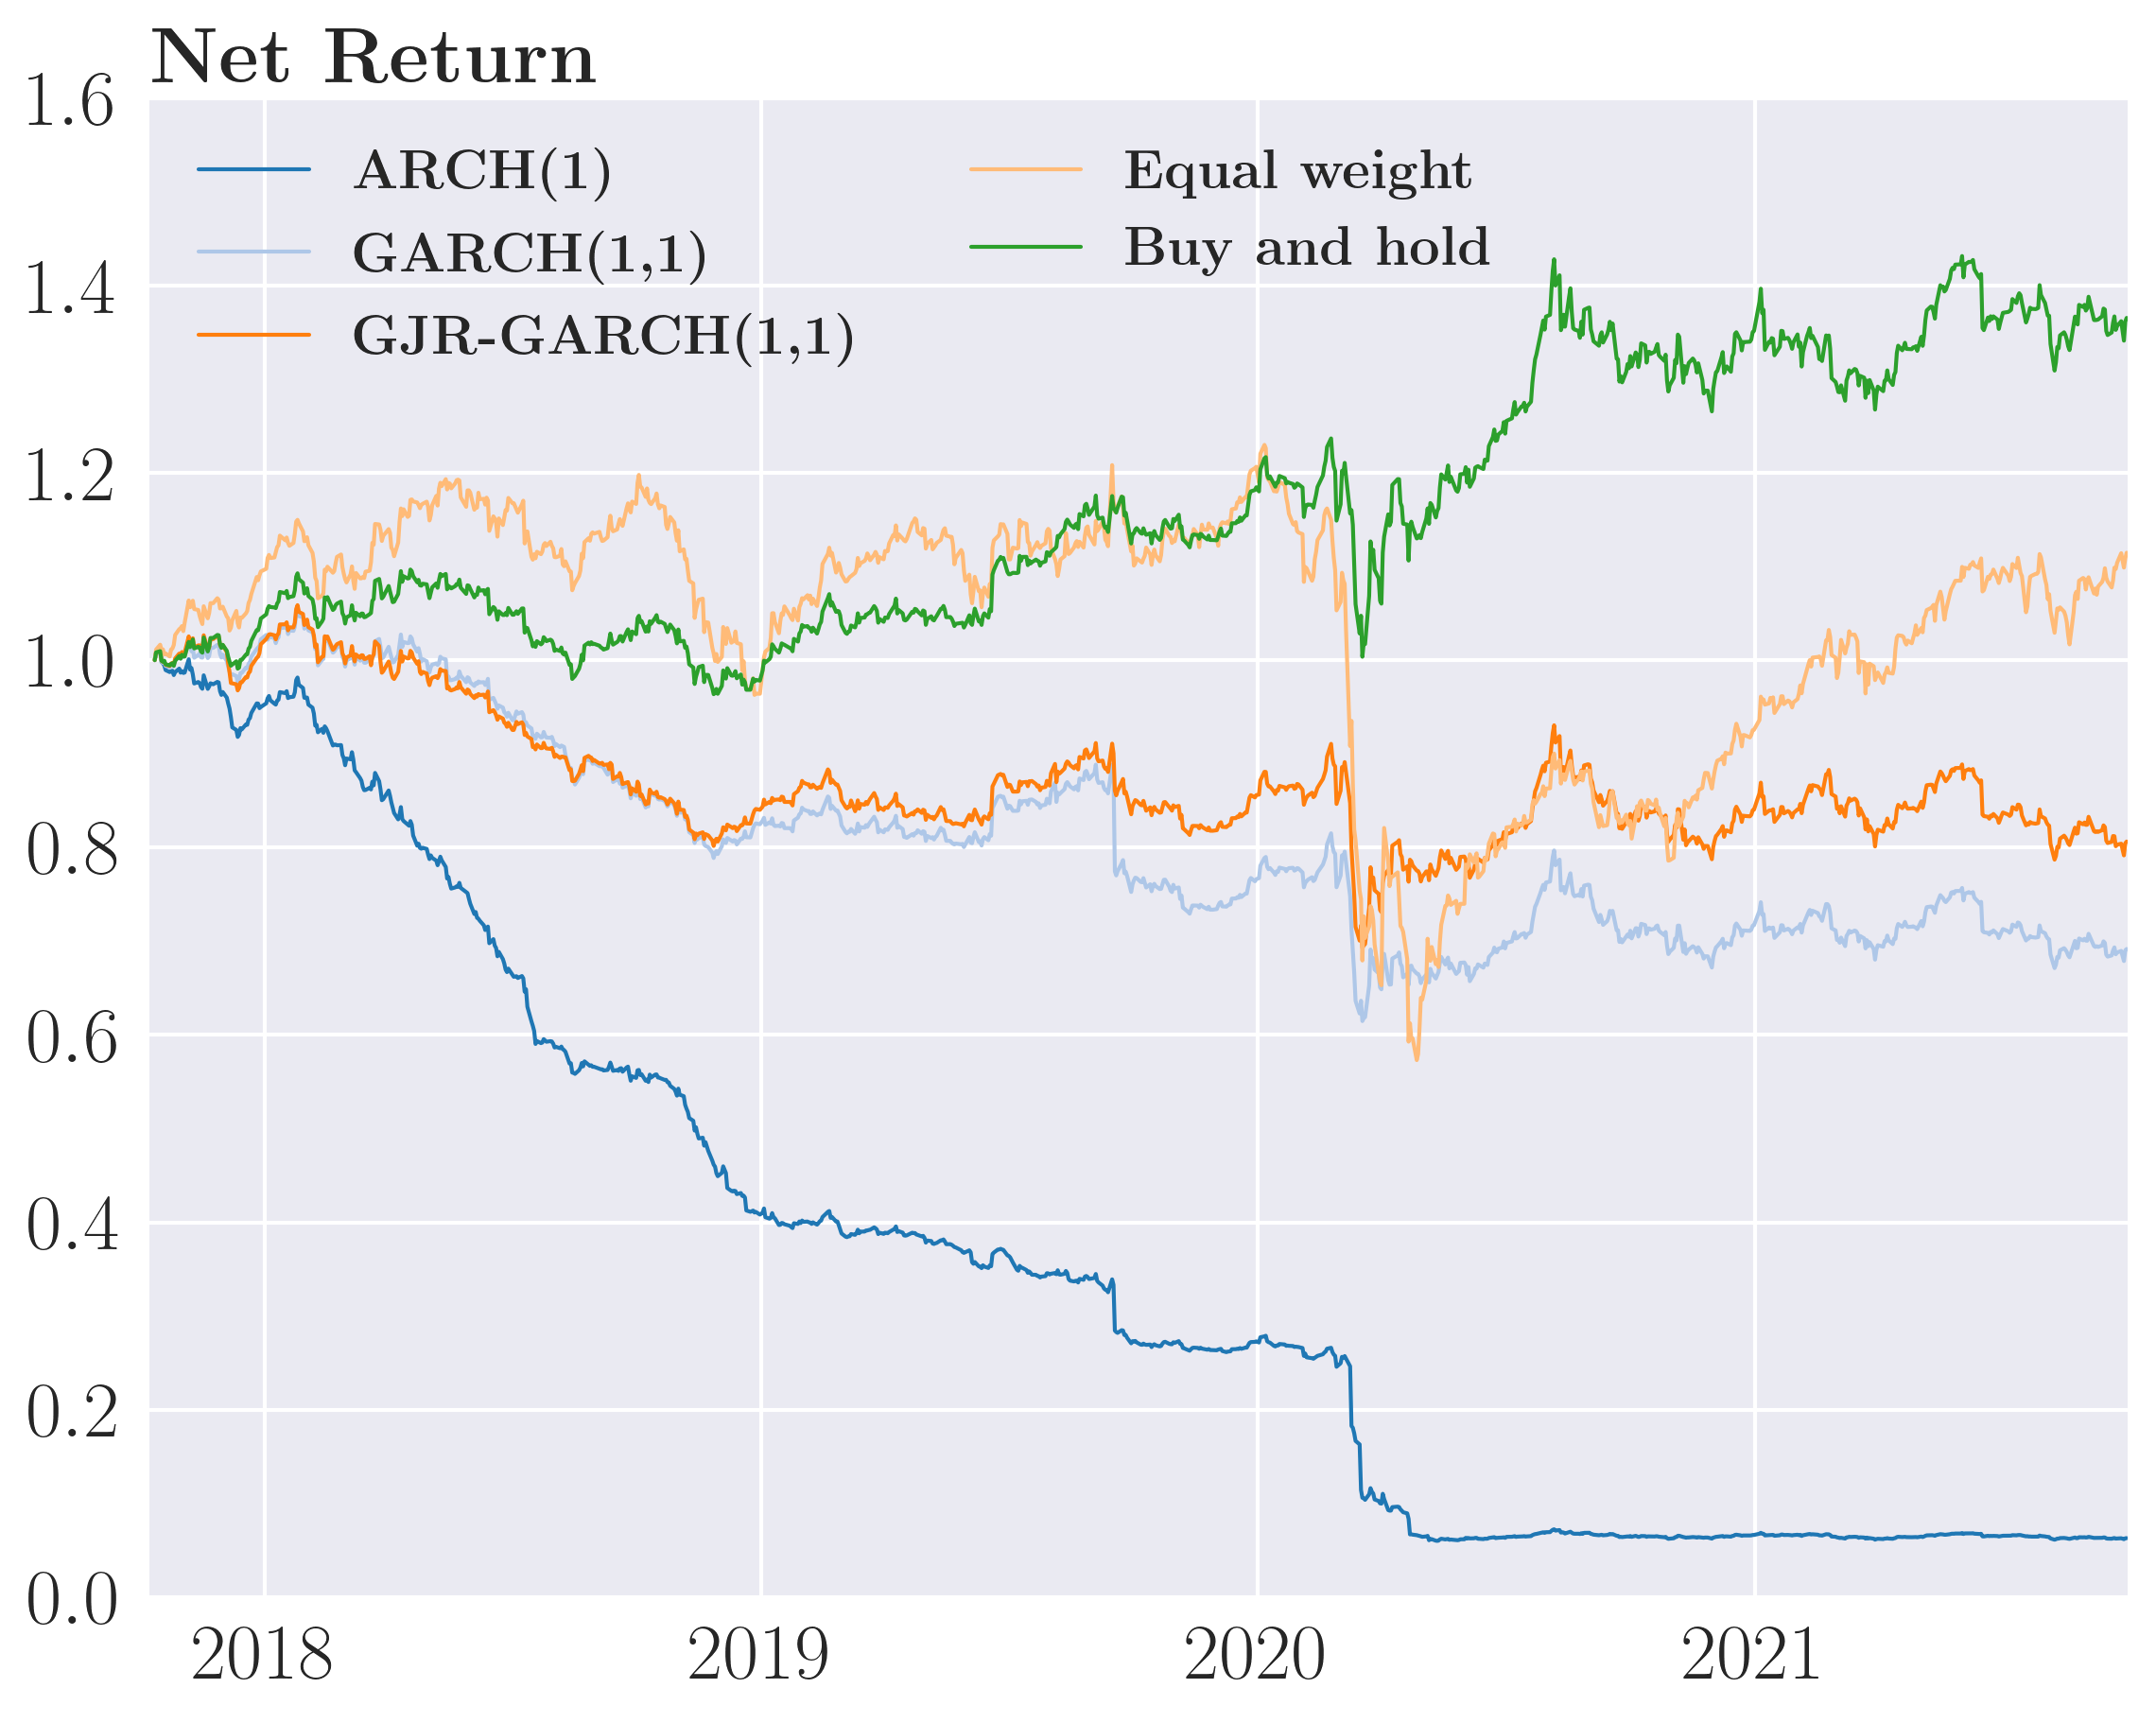 Net Return
1.6
1.4
1.2
1.0
0.8
0.6
0.4
0.2
0.0
ARCH(1)
GARCH(1,1)
GJR-GARCH(1,1)
Equal weight
Buy and hold
2018 2019 2020 2021